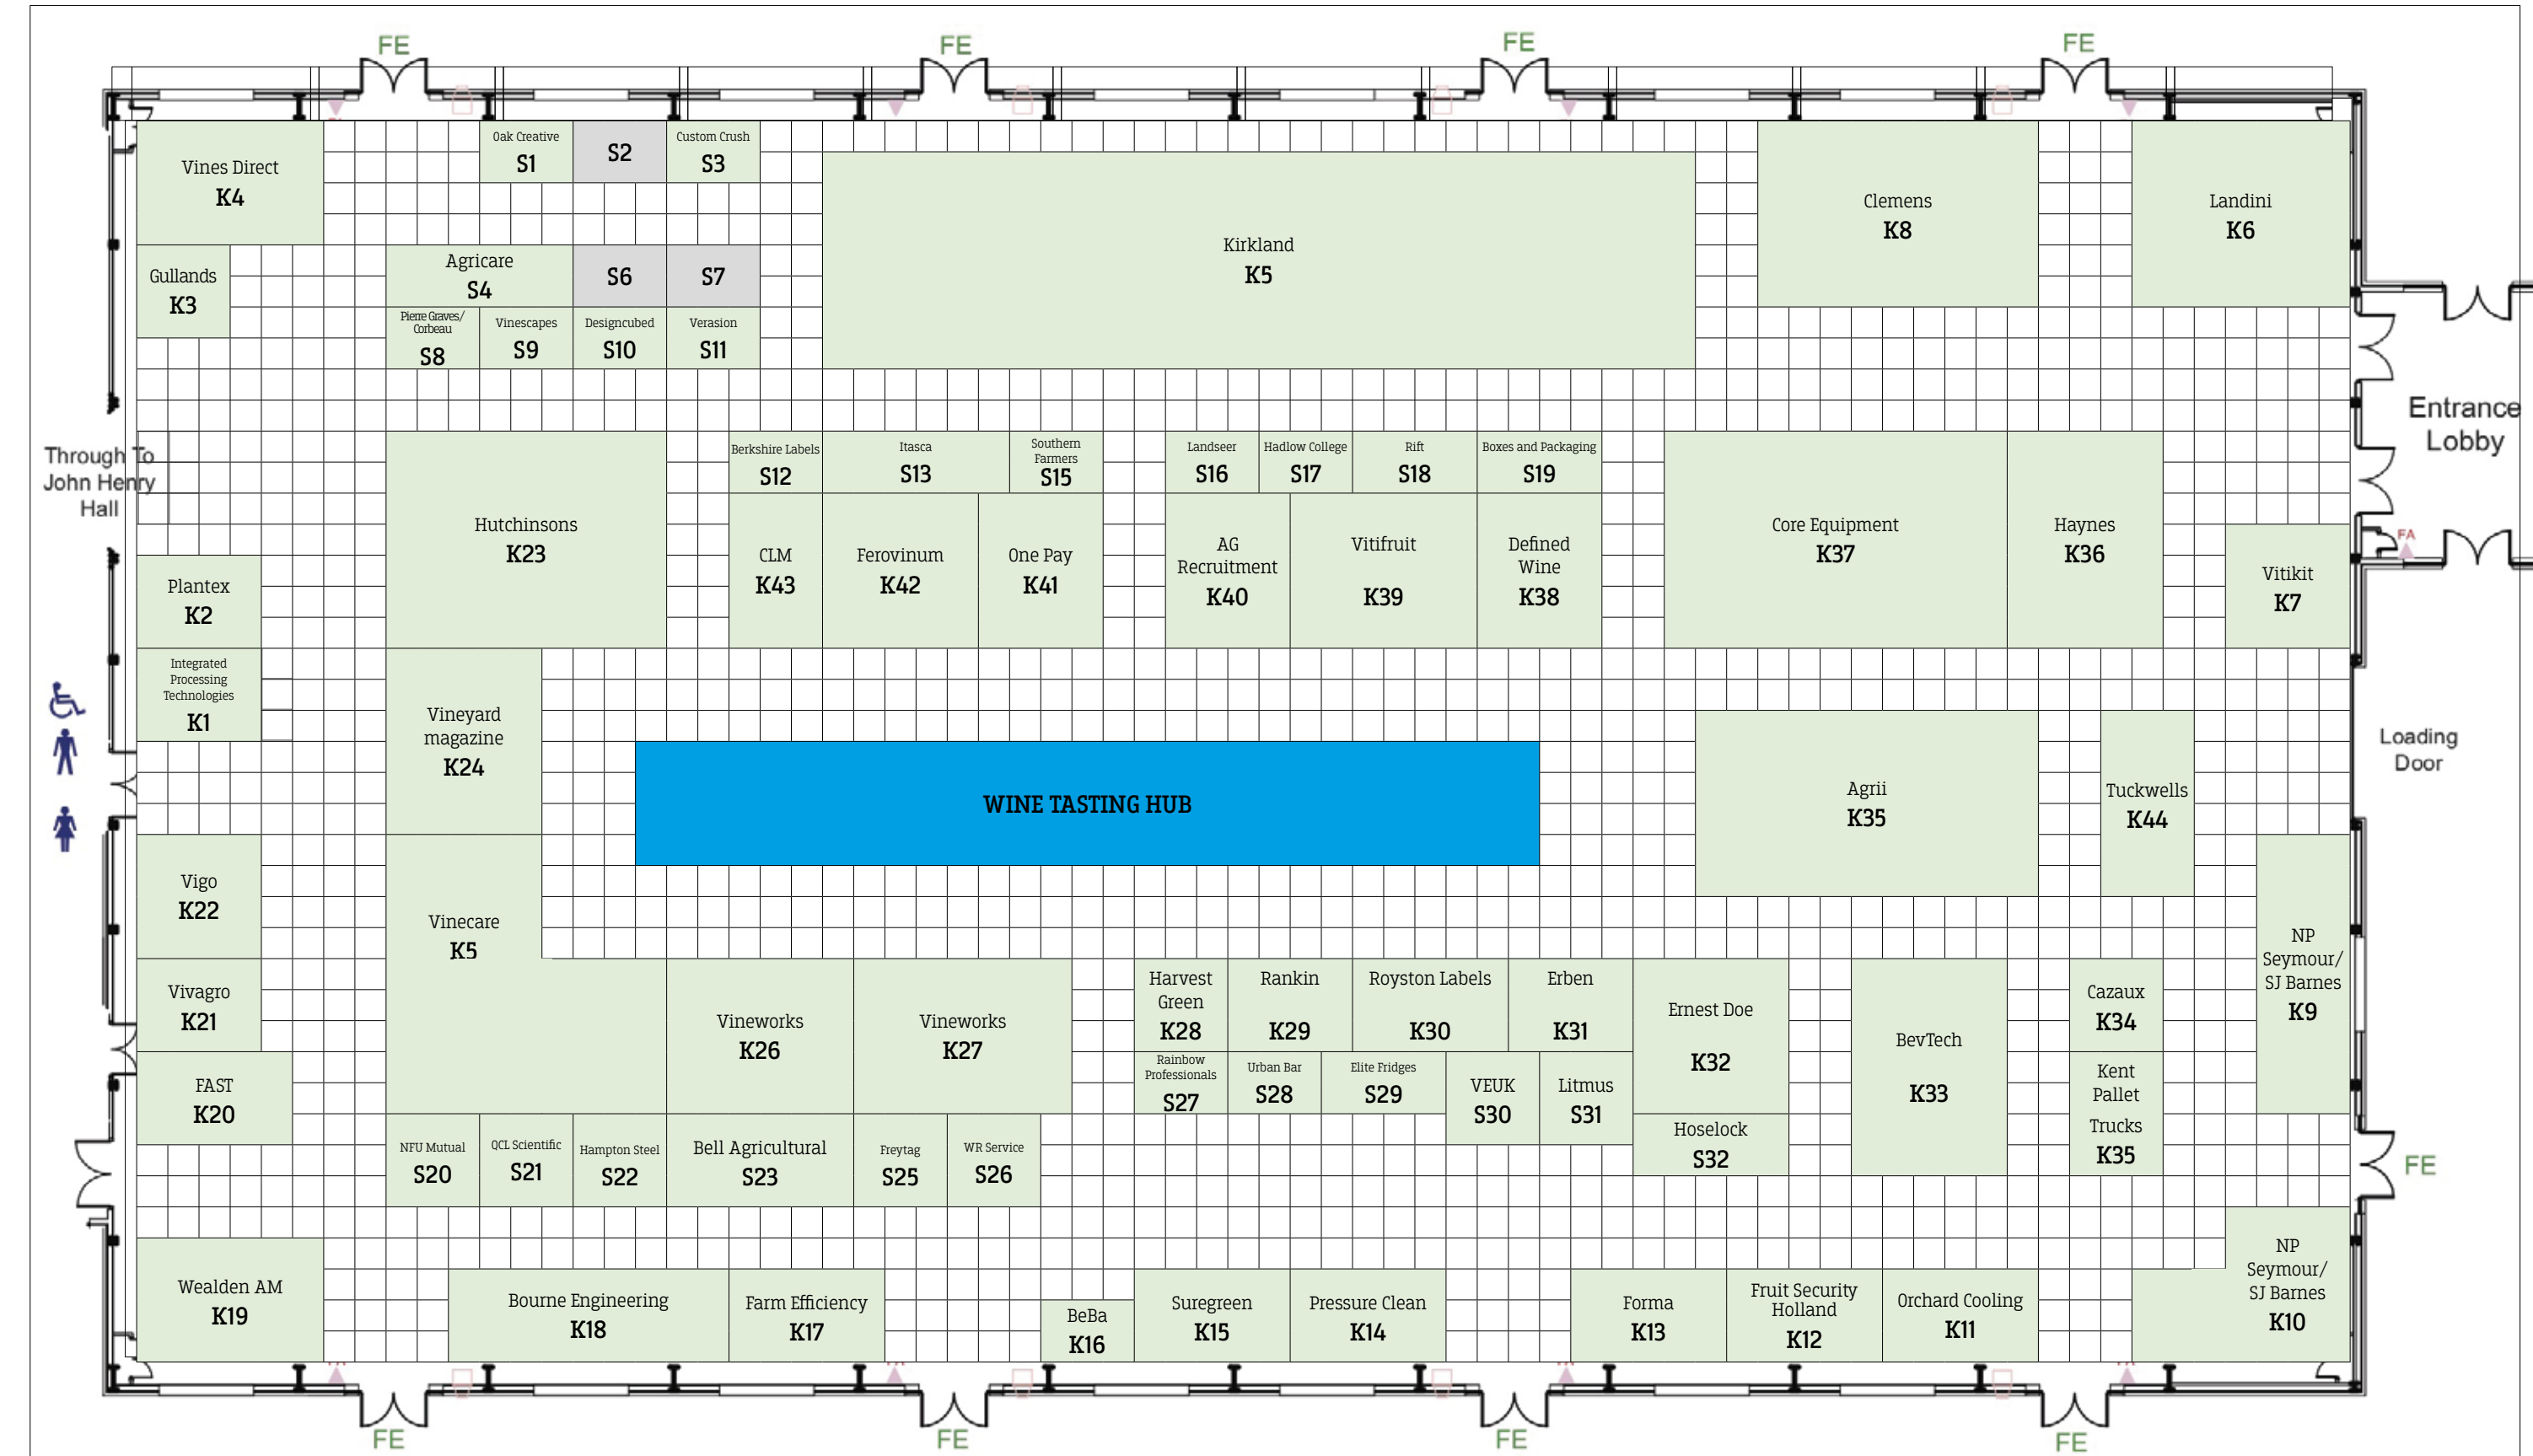 FE
FE
FE
FE
Vines Direct
K4
Oak Creative
S1
S2
Custom Crush
S3
Kirkland
K5
Clemens
K8
Landini
K6
Gullands
K3
Agricare
S4
S6
S7
Pierre Graves/
Corbeau
S8
Vinescapes
S9
Designcubed
S10
Verasion
S11
Entrance
Lobby
Through To
John Henry
Hall
Hutchinsons
K23
Berkshire Labels
S12
Itasca
S13
Southern
Farmers
S15
Landseer
S16
Hadlow College
S17
Rift
S18
Boxes and Packaging
S19
CLM
K43
Ferovinum
K42
One Pay
K41
AG
Recruitment
K40
Vitifruit
K39
Defined
Wine
K38
Core Equipment
K37
Haynes
K36
FA
Vitikit
K7
Plantex
K2
Integrated
Processing
Technologies
K1
Vineyard
magazine
K24
WINE TASTING HUB
Agrii
K35
Tuckwells
K44
Loading
Door
Vigo
K22
Vinecare
K5
NP
Seymour/
SJ Barnes
K9
Vivagro
K21
Vineworks
K26
Vineworks
K27
Harvest
Green
K28
Rankin
K29
Royston Labels
K30
Erben
K31
Ernest Doe
K32
BevTech
K33
Cazaux
K34
FAST
K20
Rainbow
Professionals
S27
Urban Bar
S28
Elite Fridges
S29
VEUK
S30
Litmus
S31
Kent
Pallet
Trucks
K35
NFU Mutual
S20
QCL Scientific
S21
Hampton Steel
S22
Bell Agricultural
S23
Freytag
S25
WR Service
S26
Hoselock
S32
FE
Wealden AM
K19
Bourne Engineering
K18
Farm Efficiency
K17
BeBa
K16
Suregreen
K15
Pressure Clean
K14
Forma
K13
Fruit Security
Holland
K12
Orchard Cooling
K11
NP
Seymour/
SJ Barnes
K10
FE
FE
FE
FE